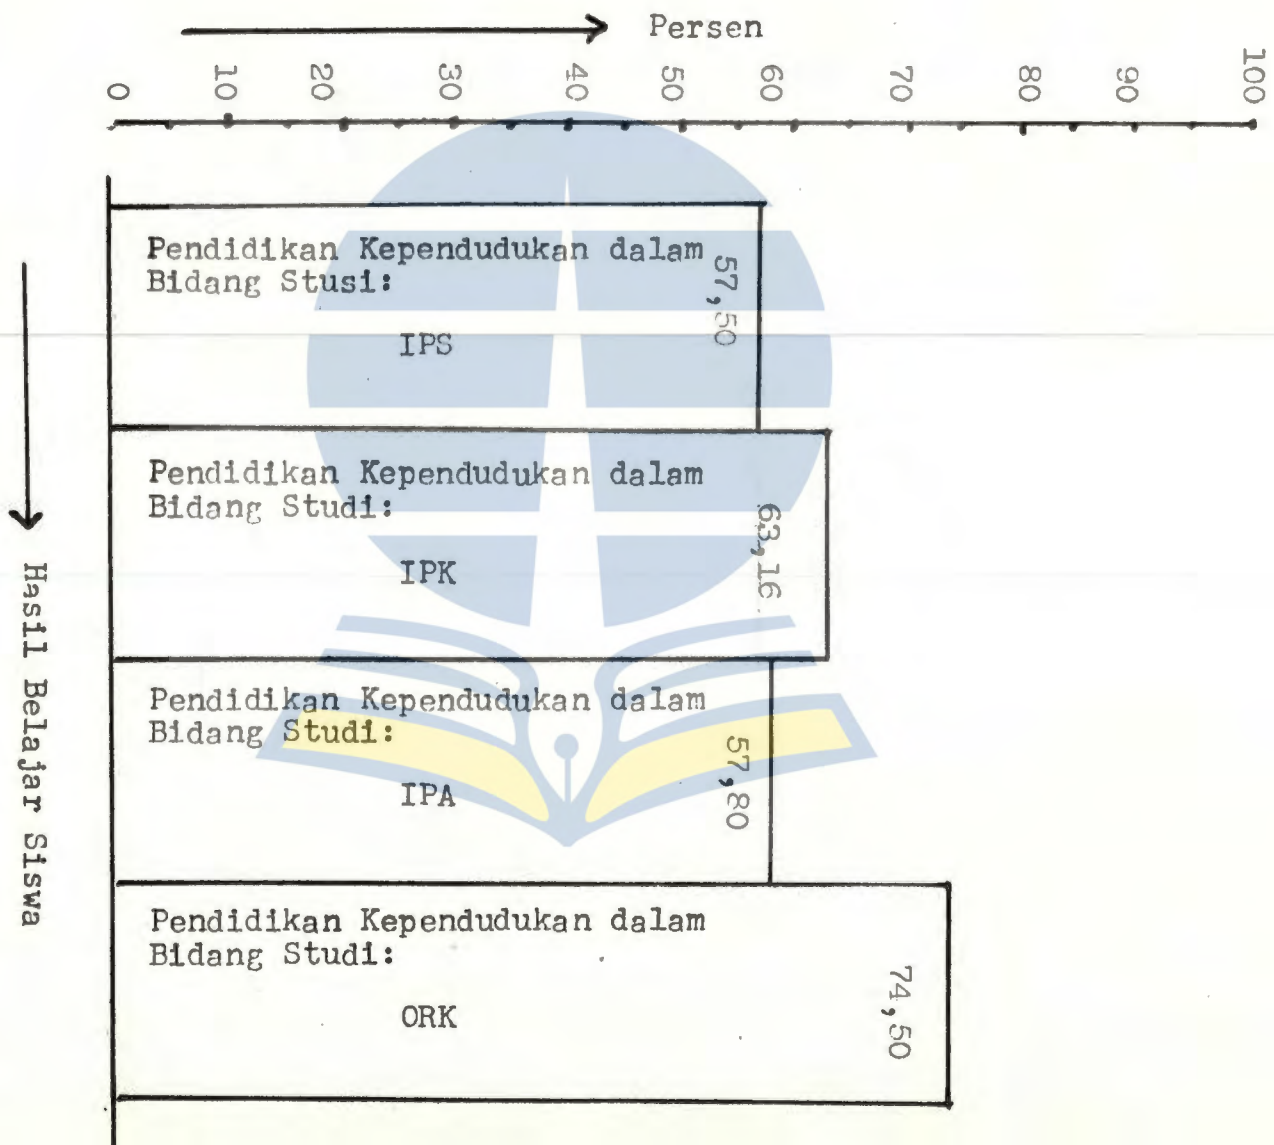 Persen
0 10 20 30 40 50 60 70 80 90 100
Pendidikan Kependudukan dalam
Bidang Stusi:
IPS
57,50
Pendidikan Kependudukan dalam
Bidang Studi:
IPK
63,16
Pendidikan Kependudukan dalam
Bidang Studi:
IPA
57,80
Pendidikan Kependudukan dalam
Bidang Studi:
ORK
74,50
Hasil Belajar Siswa